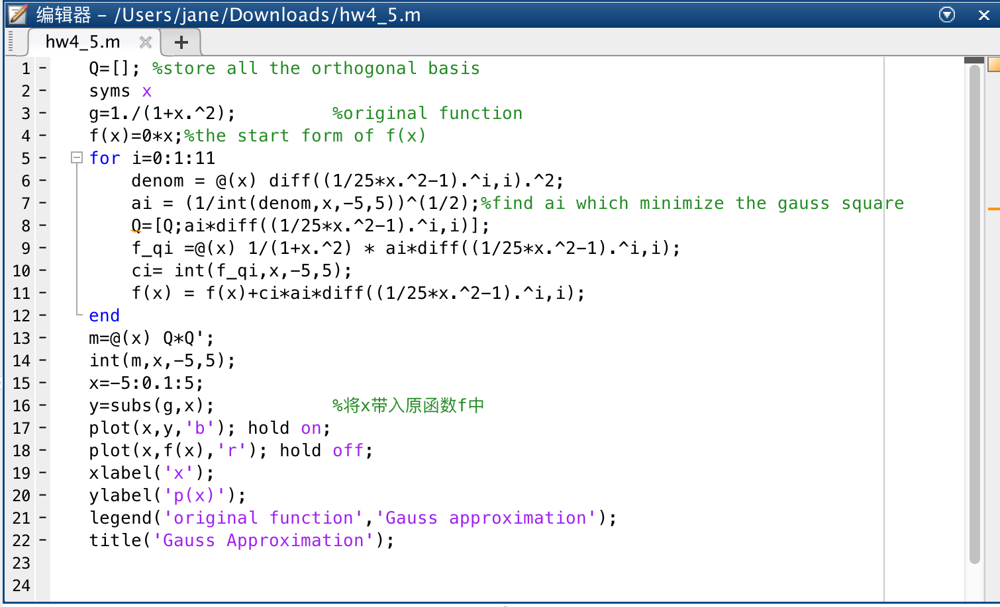 编辑器 – /Users/jane/Downloads/hw4_5.m
hw4_5.m
1 Q=[]; %store all the orthogonal basis
2 syms x
3 g=1./(1+x.^2); %original function
4 f(x)=0*x;%the start form of f(x)
5 for i=0:1:11
6 denom = @(x) diff((1/25*x.^2-1).^i,i).^2;
7 ai = (1/int(denom,x,-5,5))^(1/2);%find ai which minimize the gauss square
8 Q=[Q;ai*diff((1/25*x.^2-1).^i,i)];
9 f_qi =@(x) 1/(1+x.^2) * ai*diff((1/25*x.^2-1).^i,i);
10 ci= int(f_qi,x,-5,5);
11 f(x) = f(x)+ci*ai*diff((1/25*x.^2-1).^i,i);
12 end
13 m=@(x) Q*Q';
14 int(m,x,-5,5);
15 x=-5:0.1:5;
16 y=subs(g,x); %将x带入原函数f中
17 plot(x,y,'b'); hold on;
18 plot(x,f(x),'r'); hold off;
19 xlabel('x');
20 ylabel('p(x)');
21 legend('original function','Gauss approximation');
22 title('Gauss Approximation');
23
24